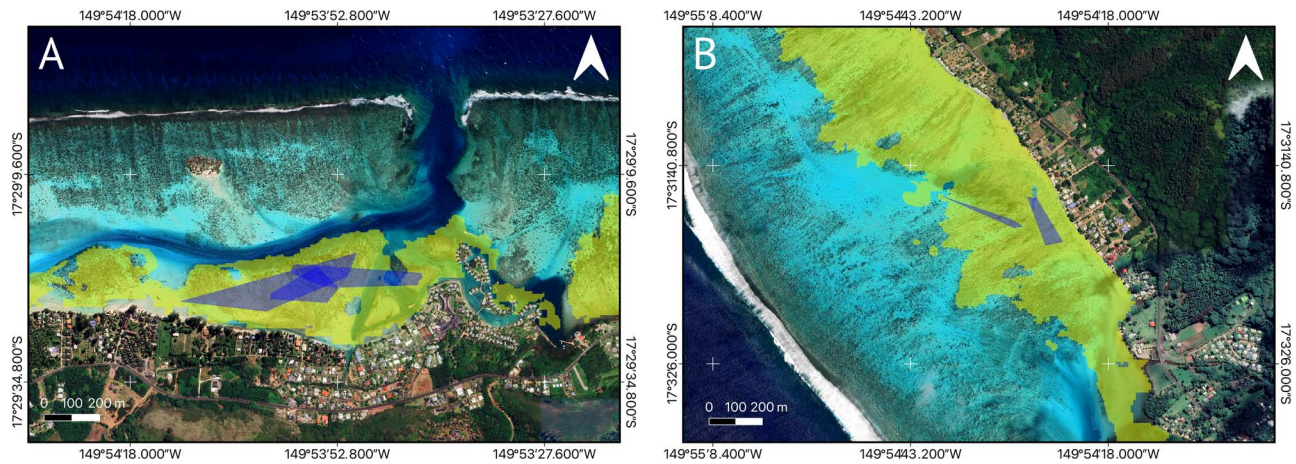 149°54'18.000"W 149°53'52.800"W 149°53'27.600"W
A
17°29'9.600"S 17°29'9.600"S
17°29'34.800"S 17°29'34.800"S
0 100 200 m
149°54'18.000"W 149°53'52.800"W 149°53'27.600"W
149°55'8.400"W 149°54'43.200"W 149°54'18.000"W
B
17°31'40.800"S 17°31'40.800"S
17°32'6.000"S 17°32'6.000"S
0 100 200 m
149°55'8.400"W 149°54'43.200"W 149°54'18.000"W